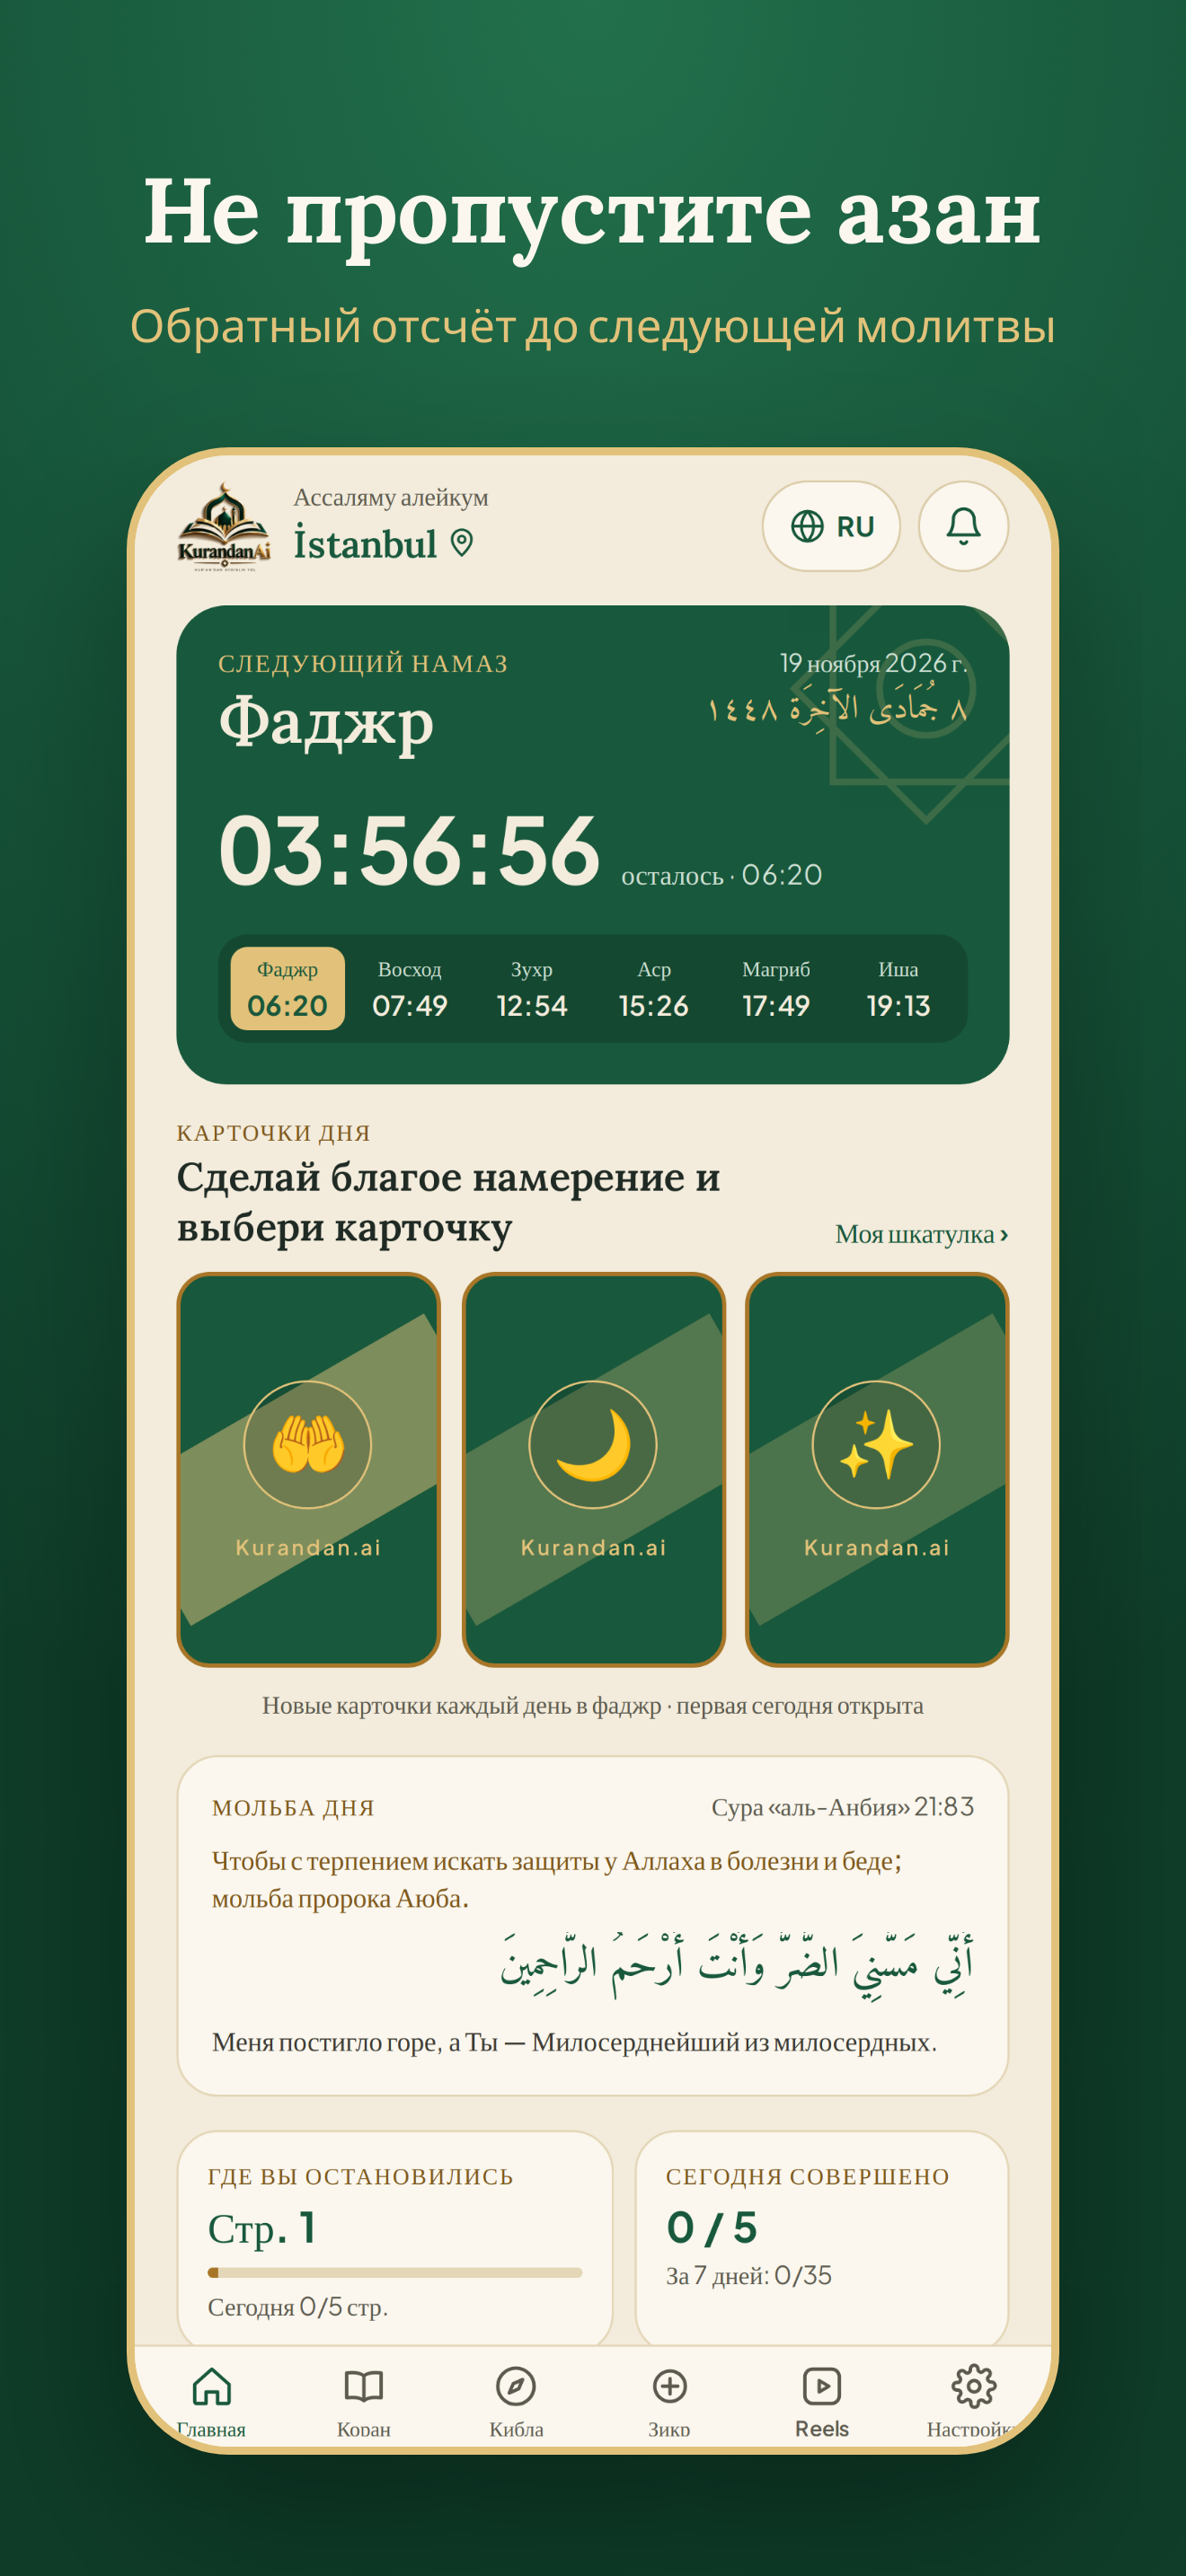 Не пропустите азан
Обратный отсчёт до следующей молитвы
KurandanAi
Ассаляму алейкум
İstanbul
RU
СЛЕДУЮЩИЙ НАМАЗ
19 ноября 2026 г.
Фаджр
٨ جُمَادَى الآخِرَة ١٤٤٨
03:56:56 осталось · 06:20
Фаджр Восход Зухр Аср Магриб Иша
06:20 07:49 12:54 15:26 17:49 19:13
КАРТОЧКИ ДНЯ
Сделай благое намерение и
выбери карточку
Моя шкатулка ›
Kurandan.ai Kurandan.ai Kurandan.ai
Новые карточки каждый день в фаджр · первая сегодня открыта
МОЛЬБА ДНЯ
Сура «аль-Анбия» 21:83
Чтобы с терпением искать защиты у Аллаха в болезни и беде;
мольба пророка Аюба.
أَنِّي مَسَّنِيَ الضُّرُّ وَأَنْتَ أَرْحَمُ الرَّاحِمِينَ
Меня постигло горе, а Ты — Милосерднейший из милосердных.
ГДЕ ВЫ ОСТАНОВИЛИСЬ
Стр. 1
Сегодня 0/5 стр.
СЕГОДНЯ СОВЕРШЕНО
0 / 5
За 7 дней: 0/35
Главная Коран Кибла Зикр Reels Настройки